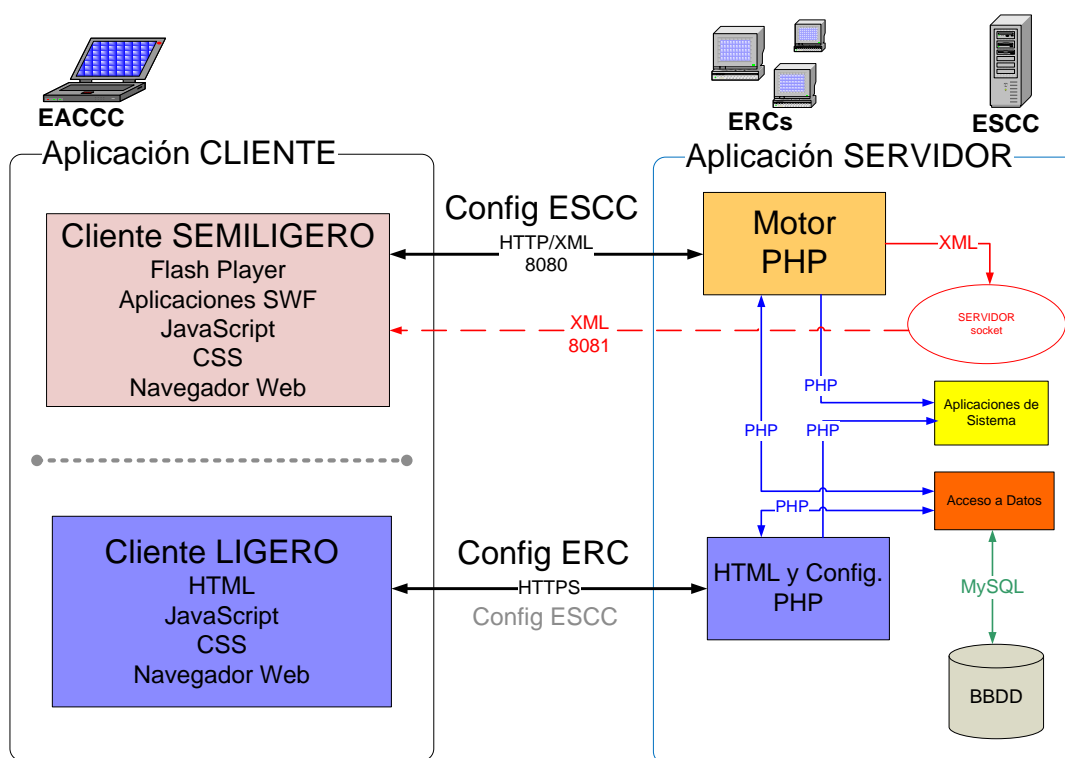 EACCC
ERCs
ESCC
Aplicación CLIENTE
Aplicación SERVIDOR
Cliente SEMILIGERO
Flash Player
Aplicaciones SWF
JavaScript
CSS
Navegador Web
Config ESCC
HTTP/XML
8080
XML
8081
Motor
PHP
XML
SERVIDOR
socket
PHP
PHP
PHP
PHP
Aplicaciones de
Sistema
Acceso a Datos
Cliente LIGERO
HTML
JavaScript
CSS
Navegador Web
Config ERC
HTTPS
Config ESCC
HTML y Config.
PHP
MySQL
BBDD